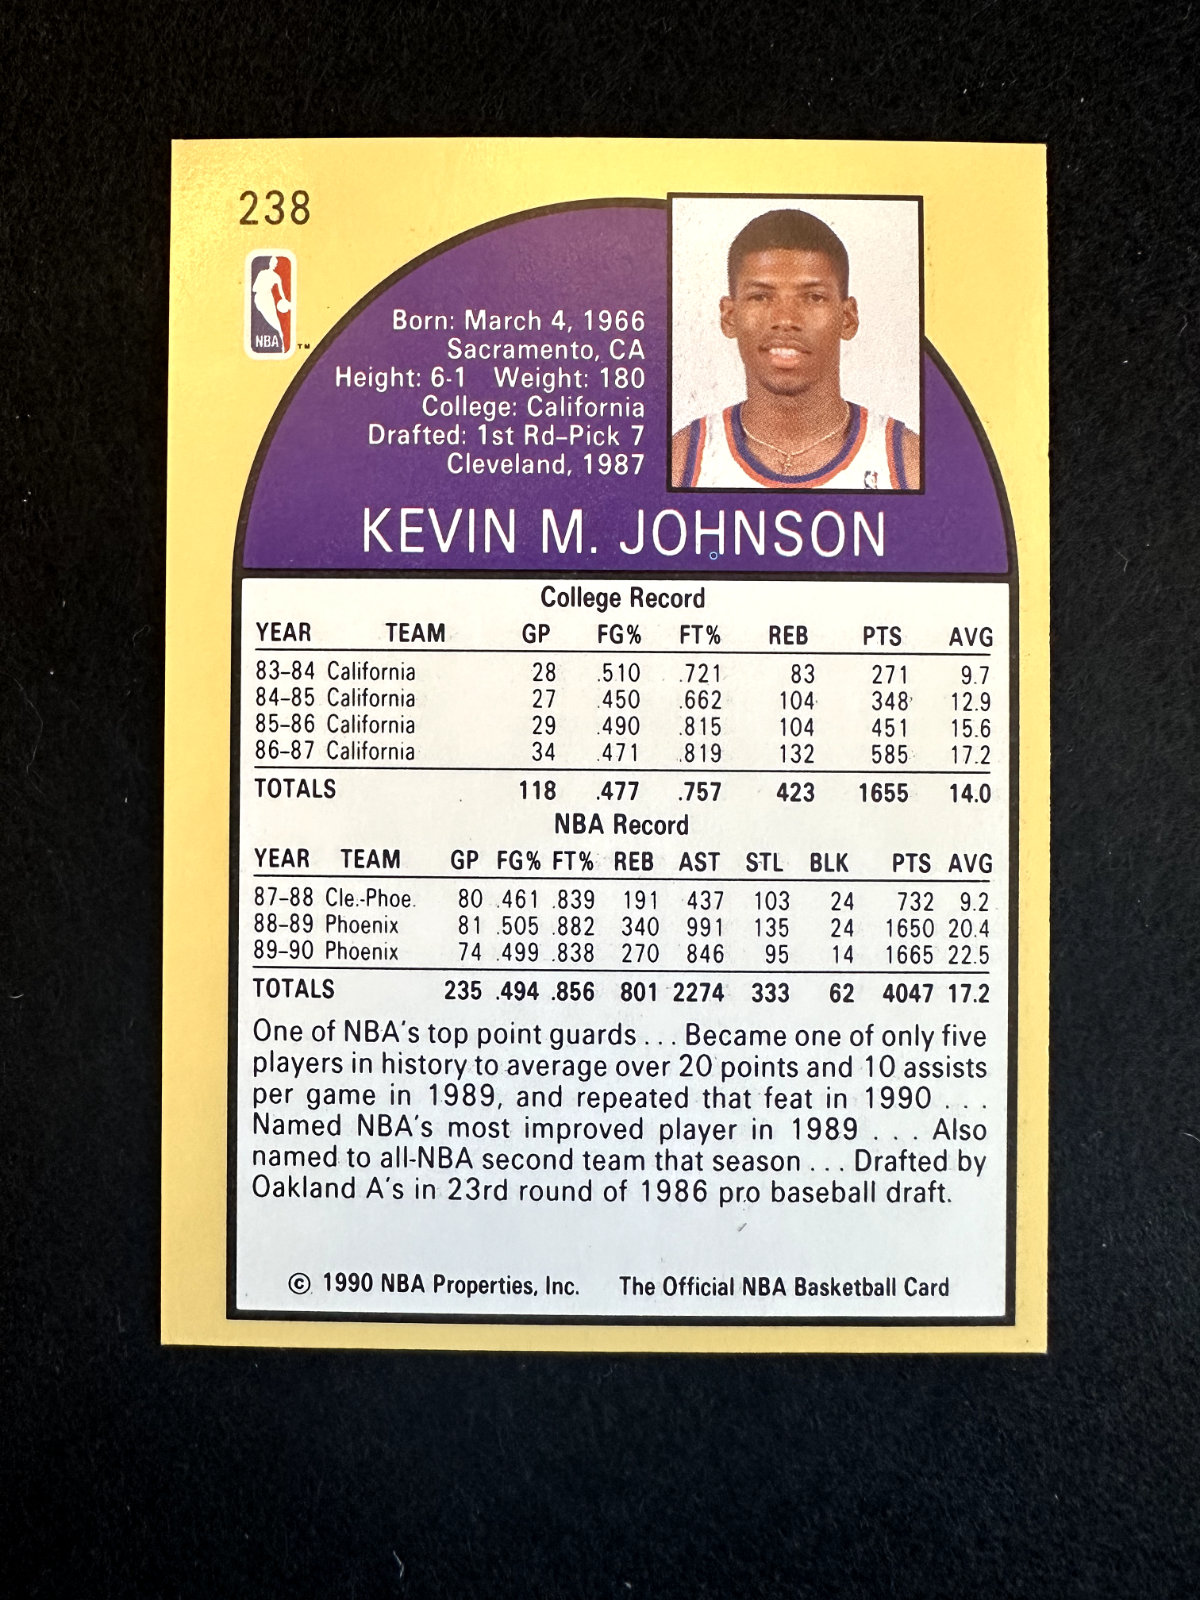 238
NBA
TM
Born: March 4, 1966
Sacramento, CA
Height: 6-1 Weight: 180
College: California
Drafted: 1st Rd–Pick 7
Cleveland, 1987
KEVIN M. JOHNSON
College Record
YEAR TEAM GP FG% FT% REB PTS AVG
83–84 California 28 .510 .721 83 271 9.7
84–85 California 27 .450 .662 104 348 12.9
85–86 California 29 .490 .815 104 451 15.6
86–87 California 34 .471 .819 132 585 17.2
TOTALS 118 .477 .757 423 1655 14.0
NBA Record
YEAR TEAM GP FG% FT% REB AST STL BLK PTS AVG
87–88 Cle.-Phoe. 80 .461 .839 191 437 103 24 732 9.2
88–89 Phoenix 81 .505 .882 340 991 135 24 1650 20.4
89–90 Phoenix 74 .499 .838 270 846 95 14 1665 22.5
TOTALS 235 .494 .856 801 2274 333 62 4047 17.2
One of NBA's top point guards . . . Became one of only five
players in history to average over 20 points and 10 assists
per game in 1989, and repeated that feat in 1990 . . .
Named NBA's most improved player in 1989 . . . Also
named to all-NBA second team that season . . . Drafted by
Oakland A's in 23rd round of 1986 pro baseball draft.
© 1990 NBA Properties, Inc. The Official NBA Basketball Card